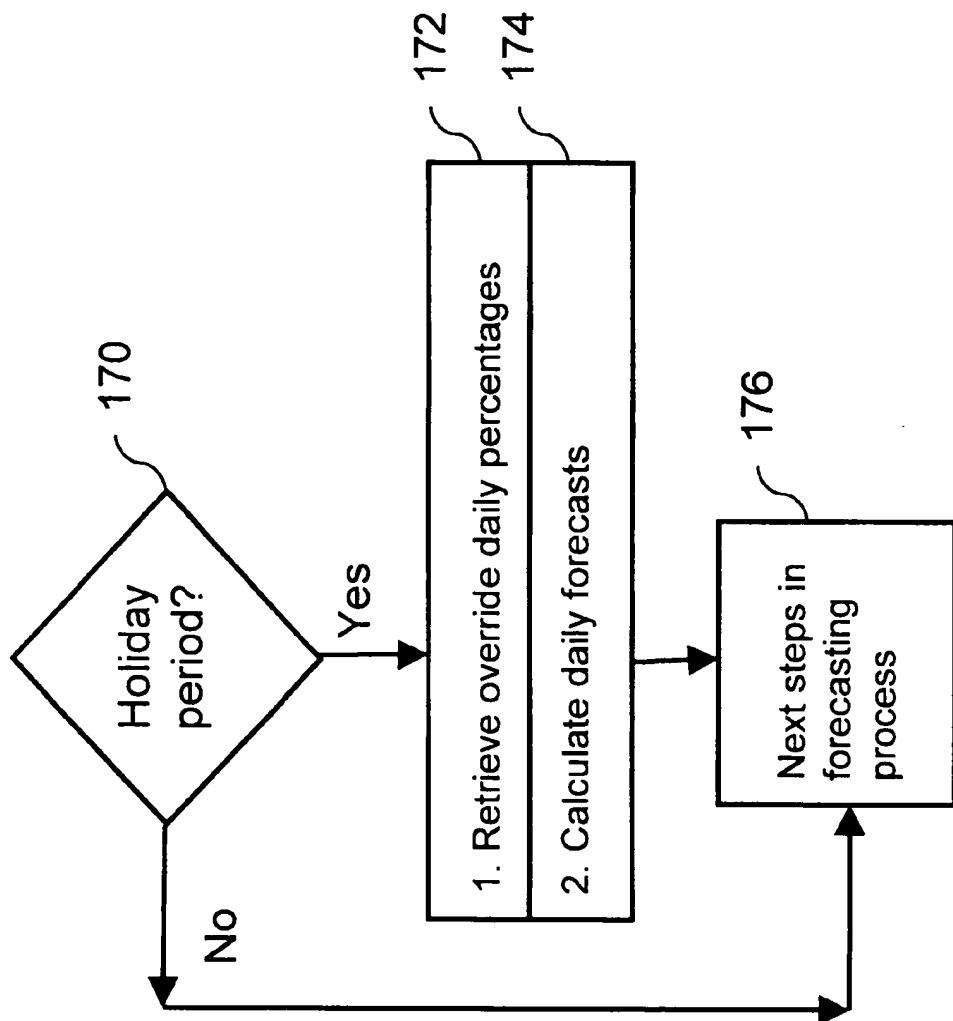 Holiday
period?
170
Yes
No
1. Retrieve override daily percentages
172
2. Calculate daily forecasts
174
Next steps in
forecasting
process
176